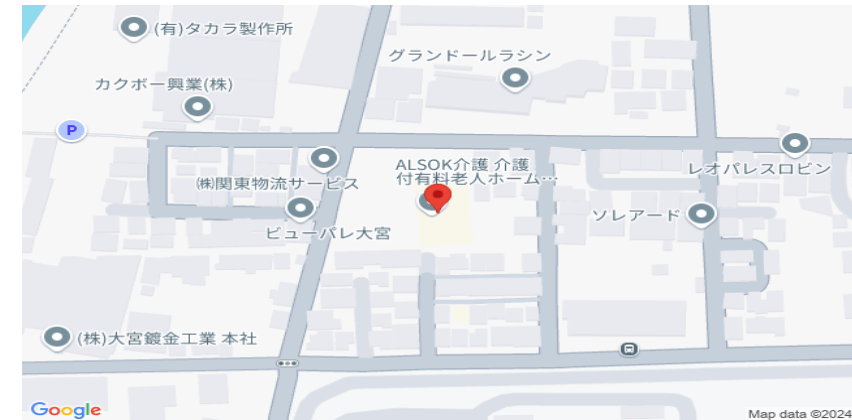 (有)タカラ製作所
グランドールラシン
カクボー興業(株)
P
レオパレスロビン
ALSOK介護 介護
付有料老人ホーム…
㈱関東物流サービス
ソレアード
ビューパレ大宮
(株)大宮鍍金工業 本社
Google
Map data ©2024